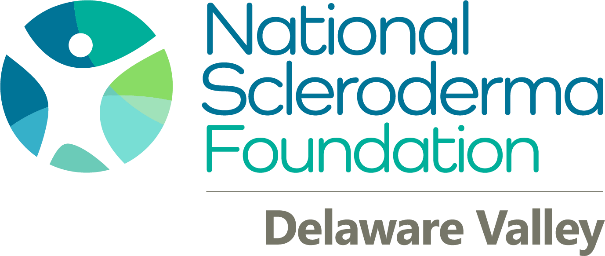 National
Scleroderma
Foundation
Delaware Valley